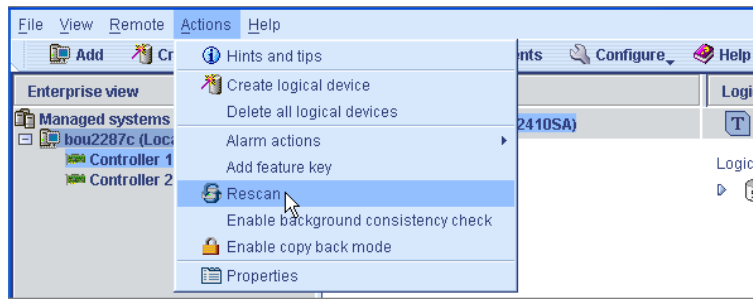 File View Remote Actions Help
Add Cr nts Configure Help
Hints and tips
Create logical device
Delete all logical devices
Alarm actions
Add feature key
Rescan
Enable background consistency check
Enable copy back mode
Properties
Enterprise view
Managed systems
bou2287c (Loca
Controller 1
Controller 2
2410SA)
Logi
T
Logic